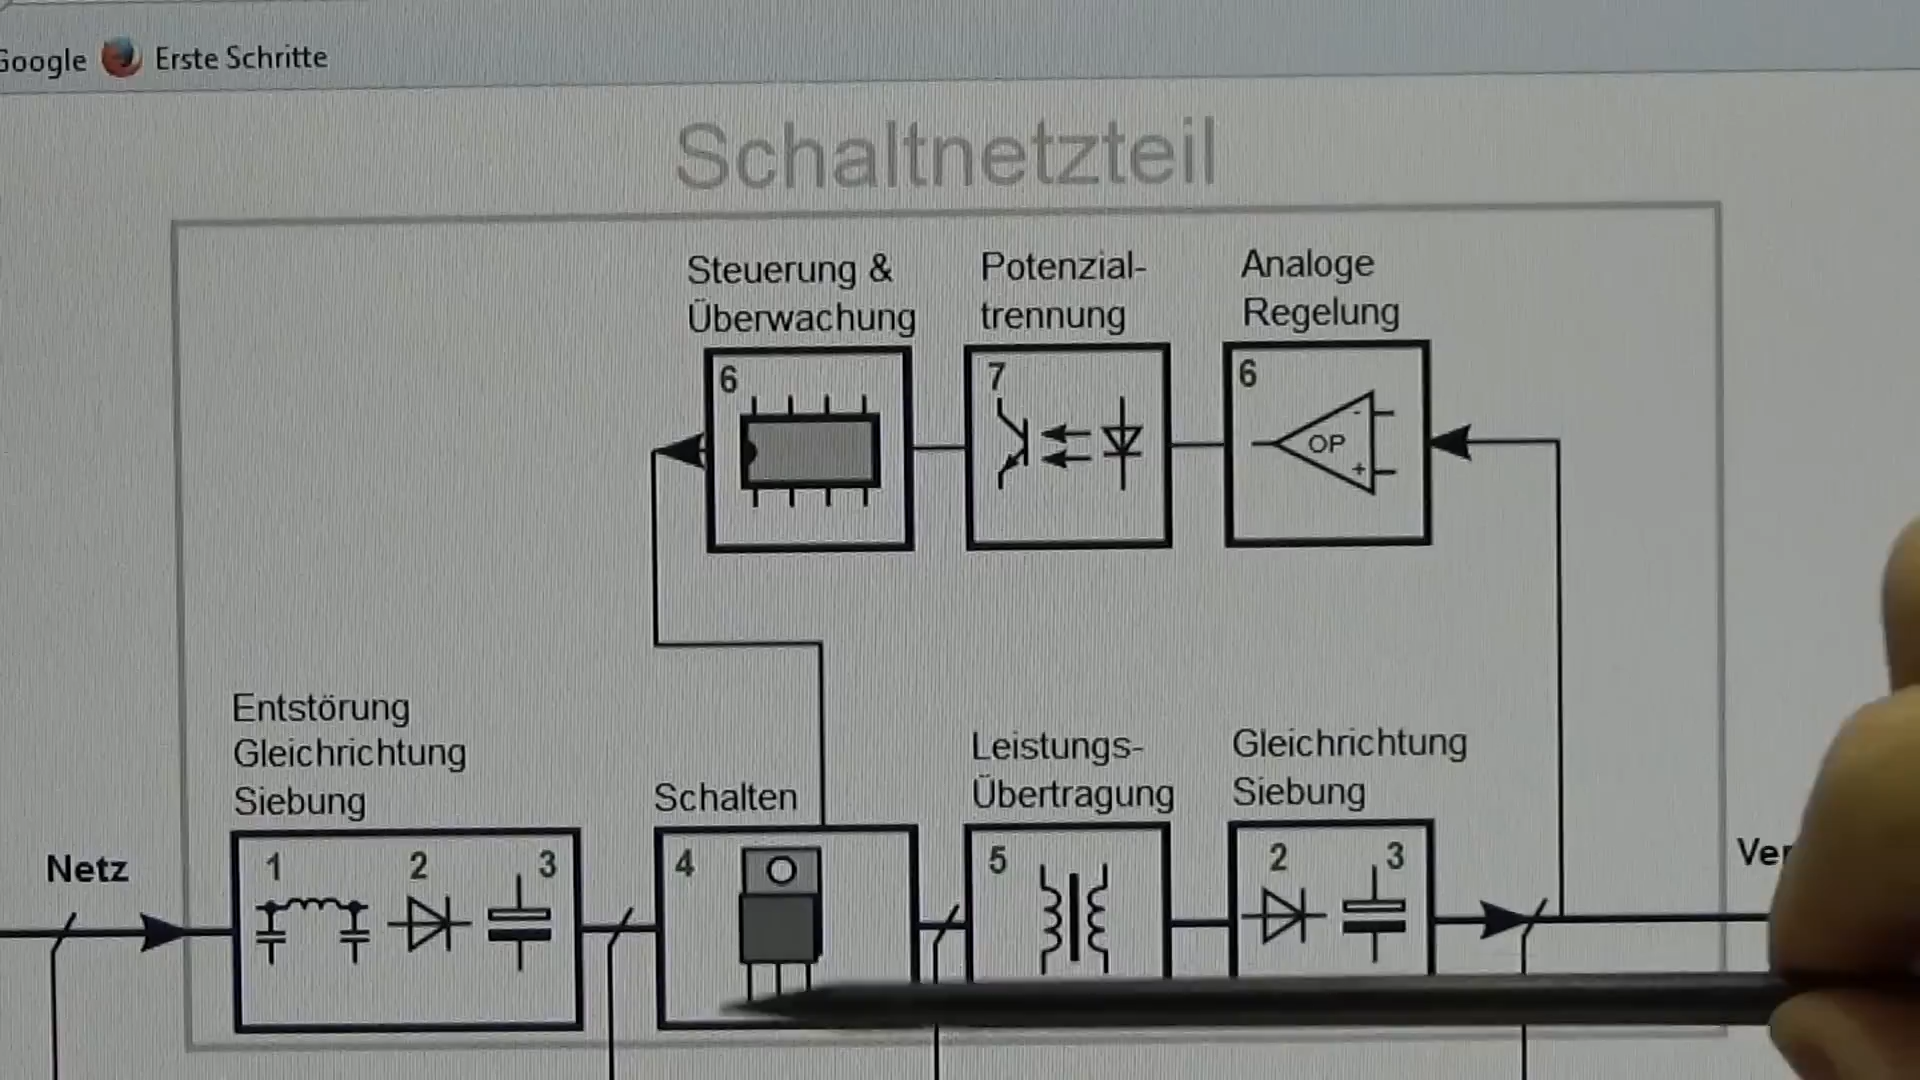 Google Erste Schritte
Schaltnetzteil
Steuerung &
Überwachung
Potenzial-
trennung
Analoge
Regelung
6
7
6
-
OP
+
Entstörung
Gleichrichtung
Siebung
Schalten
Leistungs-
Übertragung
Gleichrichtung
Siebung
Netz
1 2 3
4
5
2 3